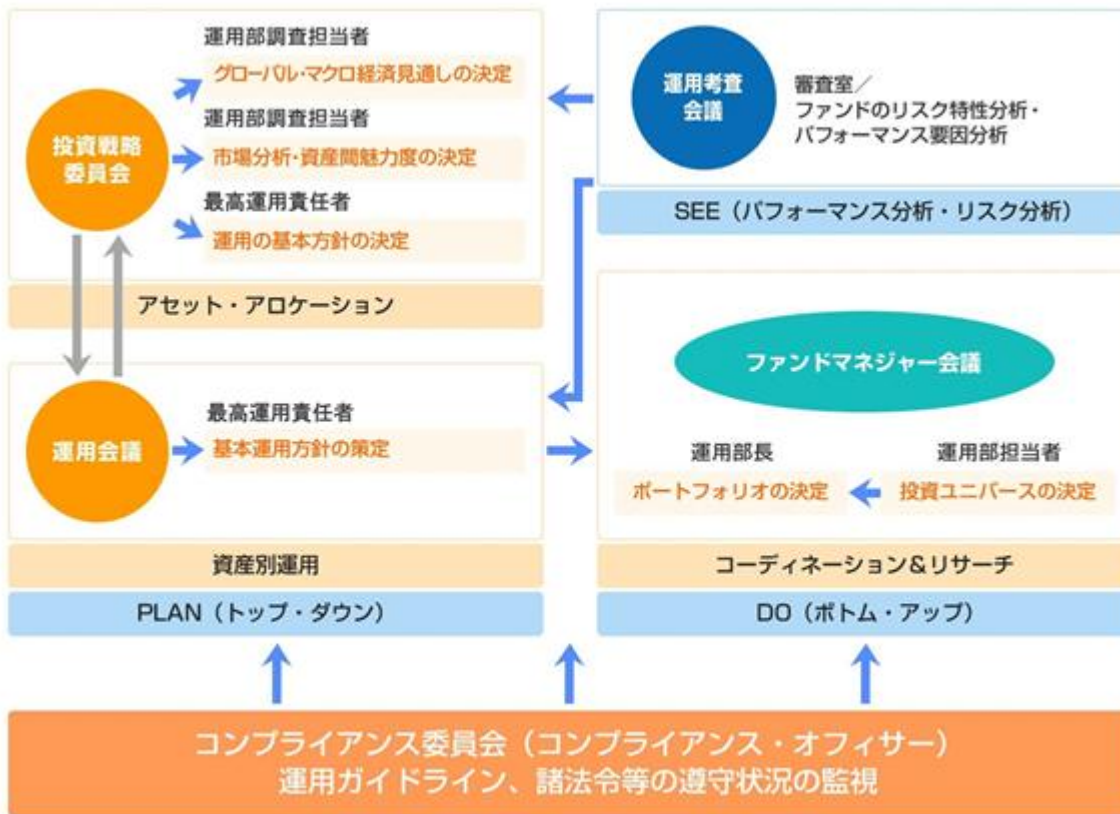 運用部調査担当者
グローバル・マクロ経済見通しの決定
投資戦略
委員会
運用部調査担当者
市場分析・資産間魅力度の決定
最高運用責任者
運用の基本方針の決定
アセット・アロケーション
運用考査
会議
審査室／
ファンドのリスク特性分析・
パフォーマンス要因分析
SEE（パフォーマンス分析・リスク分析）
運用会議
最高運用責任者
基本運用方針の策定
資産別運用
PLAN（トップ・ダウン）
ファンドマネジャー会議
運用部長
ポートフォリオの決定
運用部担当者
投資ユニバースの決定
コーディネーション＆リサーチ
DO（ボトム・アップ）
コンプライアンス委員会（コンプライアンス・オフィサー）
運用ガイドライン、諸法令等の遵守状況の監視